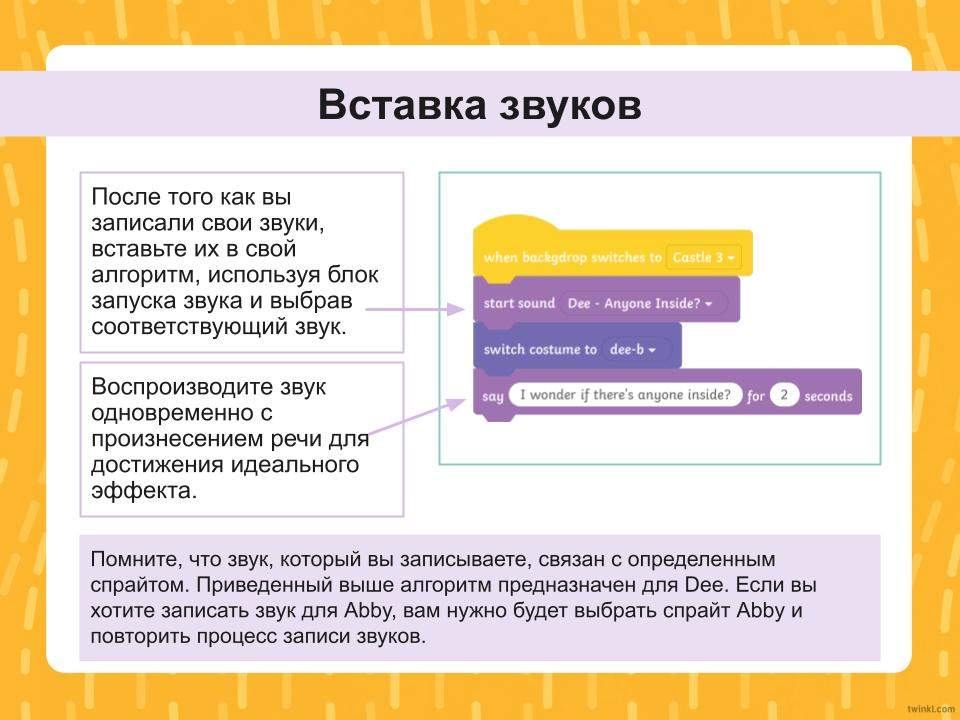 Вставка звуков
После того как вы
записали свои звуки,
вставьте их в свой
алгоритм, используя блок
запуска звука и выбрав
соответствующий звук.
Воспроизводите звук
одновременно с
произнесением речи для
достижения идеального
эффекта.
when backgdrop switches to Castle 3
start sound Dee - Anyone Inside?
switch costume to dee-b
say I wonder if there's anyone inside? for 2 seconds
Помните, что звук, который вы записываете, связан с определенным
спрайтом. Приведенный выше алгоритм предназначен для Dee. Если вы
хотите записать звук для Abby, вам нужно будет выбрать спрайт Abby и
повторить процесс записи звуков.
twinkl.com